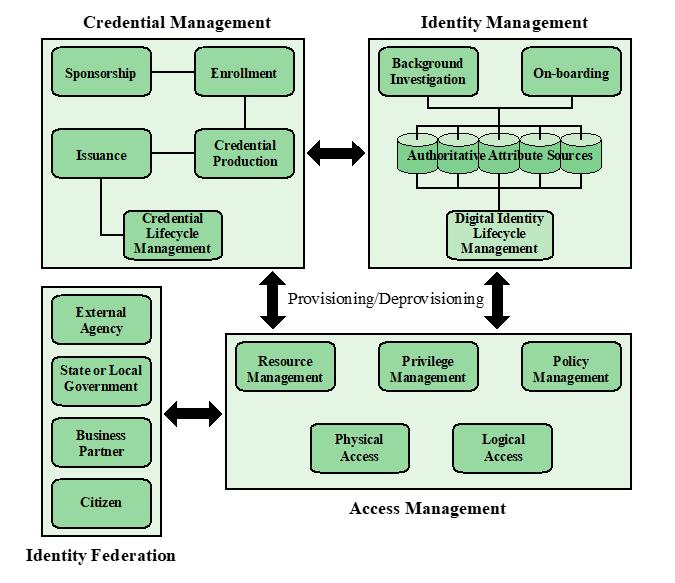 Credential Management
Identity Management
Sponsorship
Enrollment
Issuance
Credential
Production
Credential
Lifecycle
Management
Background
Investigation
On-boarding
Authoritative Attribute Sources
Digital Identity
Lifecycle
Management
Provisioning/Deprovisioning
External
Agency
State or Local
Government
Business
Partner
Citizen
Identity Federation
Resource
Management
Privilege
Management
Policy
Management
Physical
Access
Logical
Access
Access Management